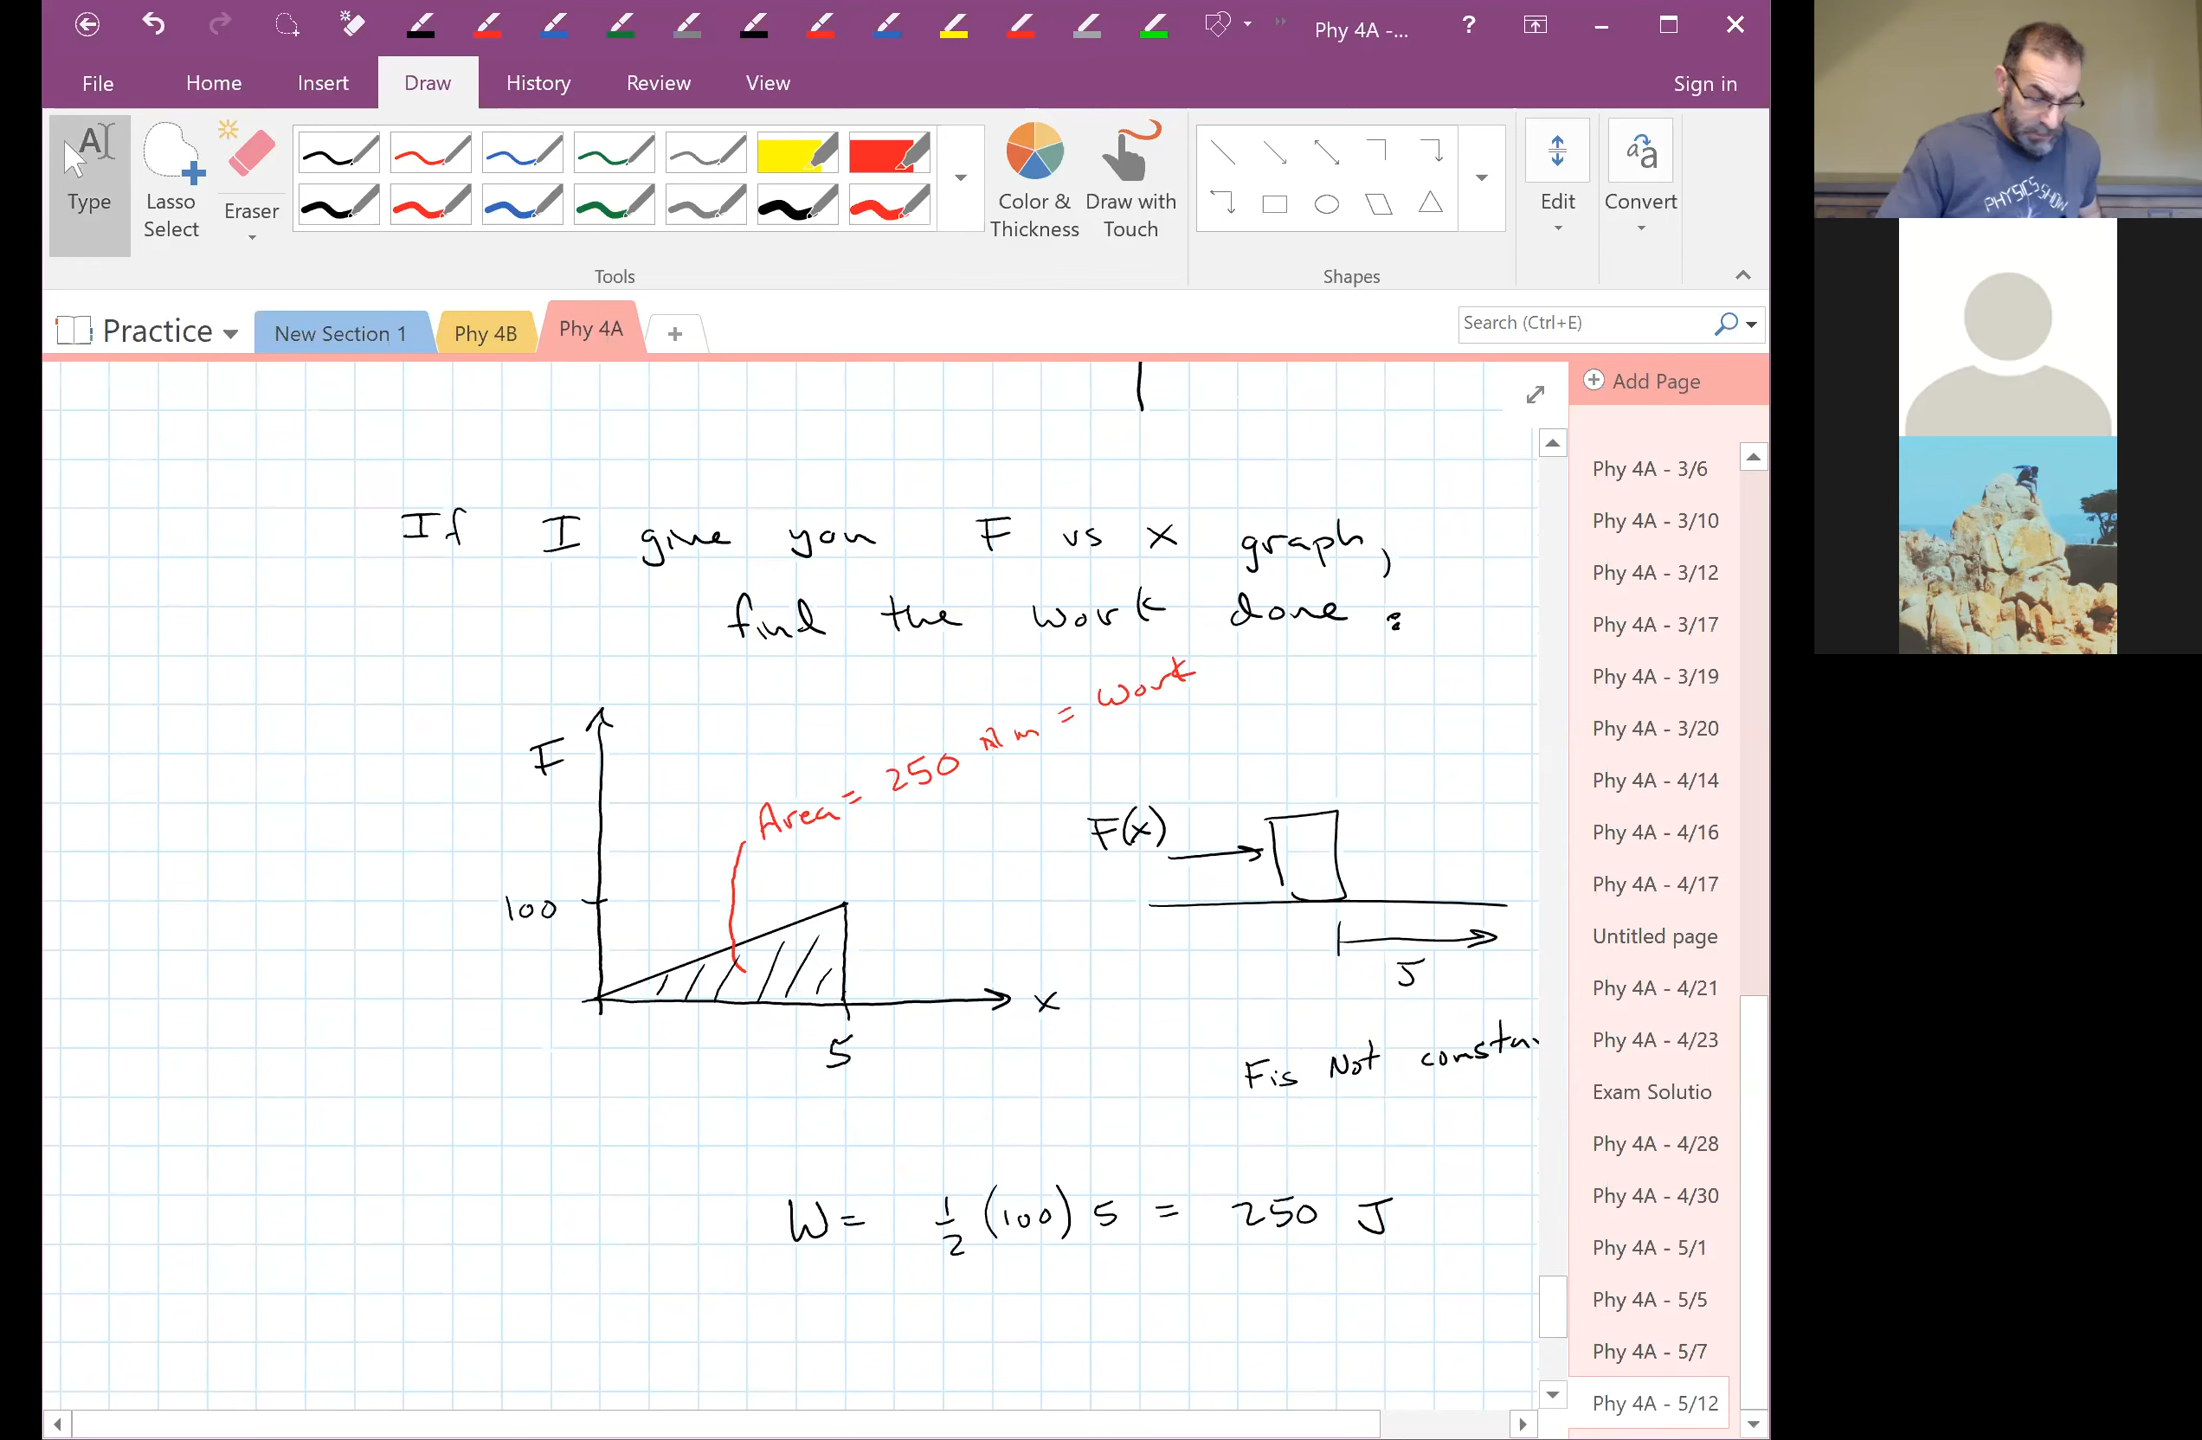 Phy 4A -...
?
File Home Insert Draw History Review View Sign in
Type
Lasso Select
Eraser
Color & Thickness
Draw with Touch
Edit
Convert
Tools
Shapes
Practice
New Section 1
Phy 4B
Phy 4A
Search (Ctrl+E)
PHYSICS SHOW
If I give you F vs x graph,
find the work done :
Area = 250 Nm = work
F
100
x
5
F(x)
5
F is Not constan
W = 1/2 (100) 5 = 250 J
Add Page
Phy 4A - 3/6
Phy 4A - 3/10
Phy 4A - 3/12
Phy 4A - 3/17
Phy 4A - 3/19
Phy 4A - 3/20
Phy 4A - 4/14
Phy 4A - 4/16
Phy 4A - 4/17
Untitled page
Phy 4A - 4/21
Phy 4A - 4/23
Exam Solutio
Phy 4A - 4/28
Phy 4A - 4/30
Phy 4A - 5/1
Phy 4A - 5/5
Phy 4A - 5/7
Phy 4A - 5/12